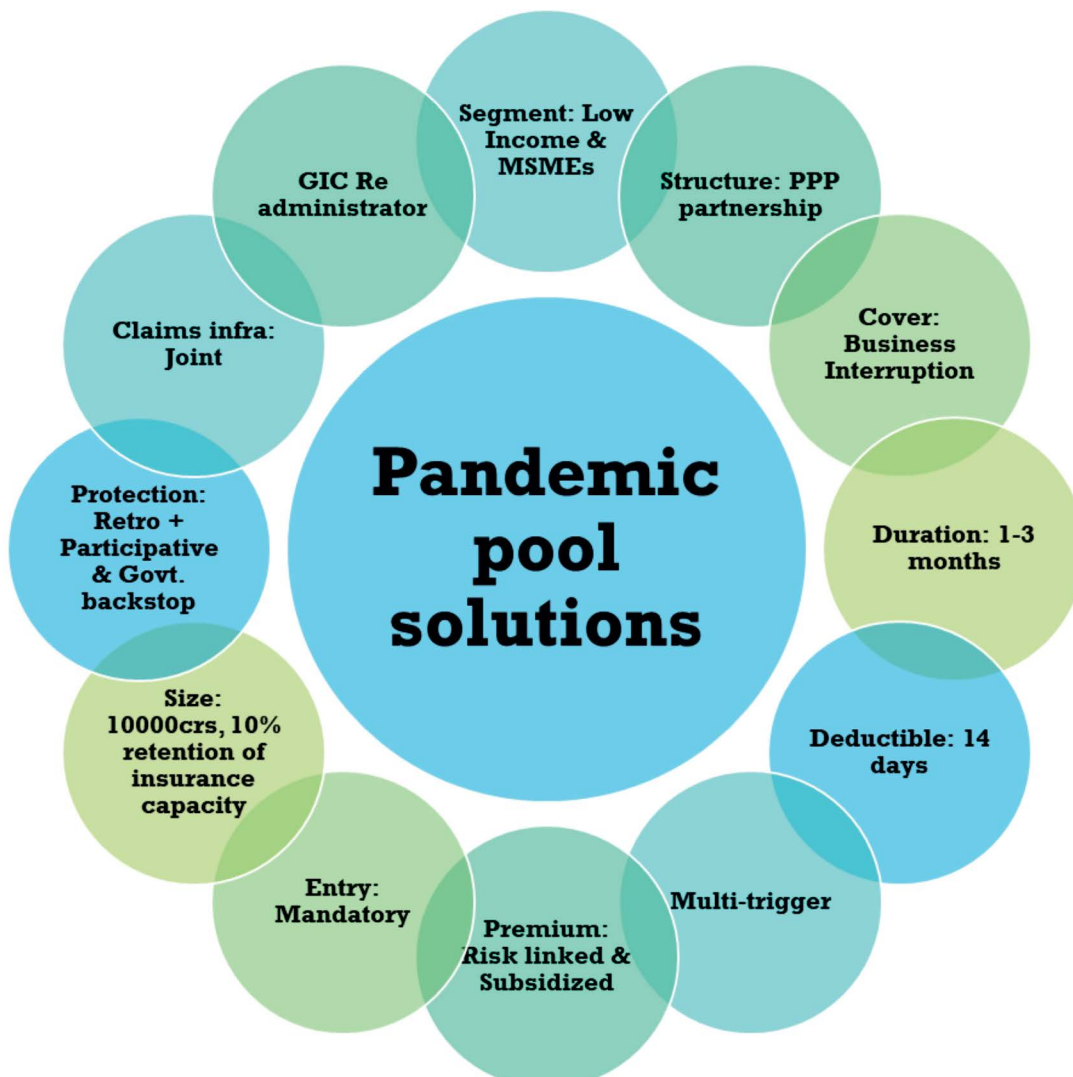 Pandemic
pool
solutions
Segment: Low
Income &
MSMEs
Structure: PPP
partnership
Cover:
Business
Interruption
Duration: 1-3
months
Deductible: 14
days
Multi-trigger
Premium:
Risk linked &
Subsidized
Entry:
Mandatory
Size:
10000crs, 10%
retention of
insurance
capacity
Protection:
Retro +
Participative
& Govt.
backstop
Claims infra:
Joint
GIC Re
administrator